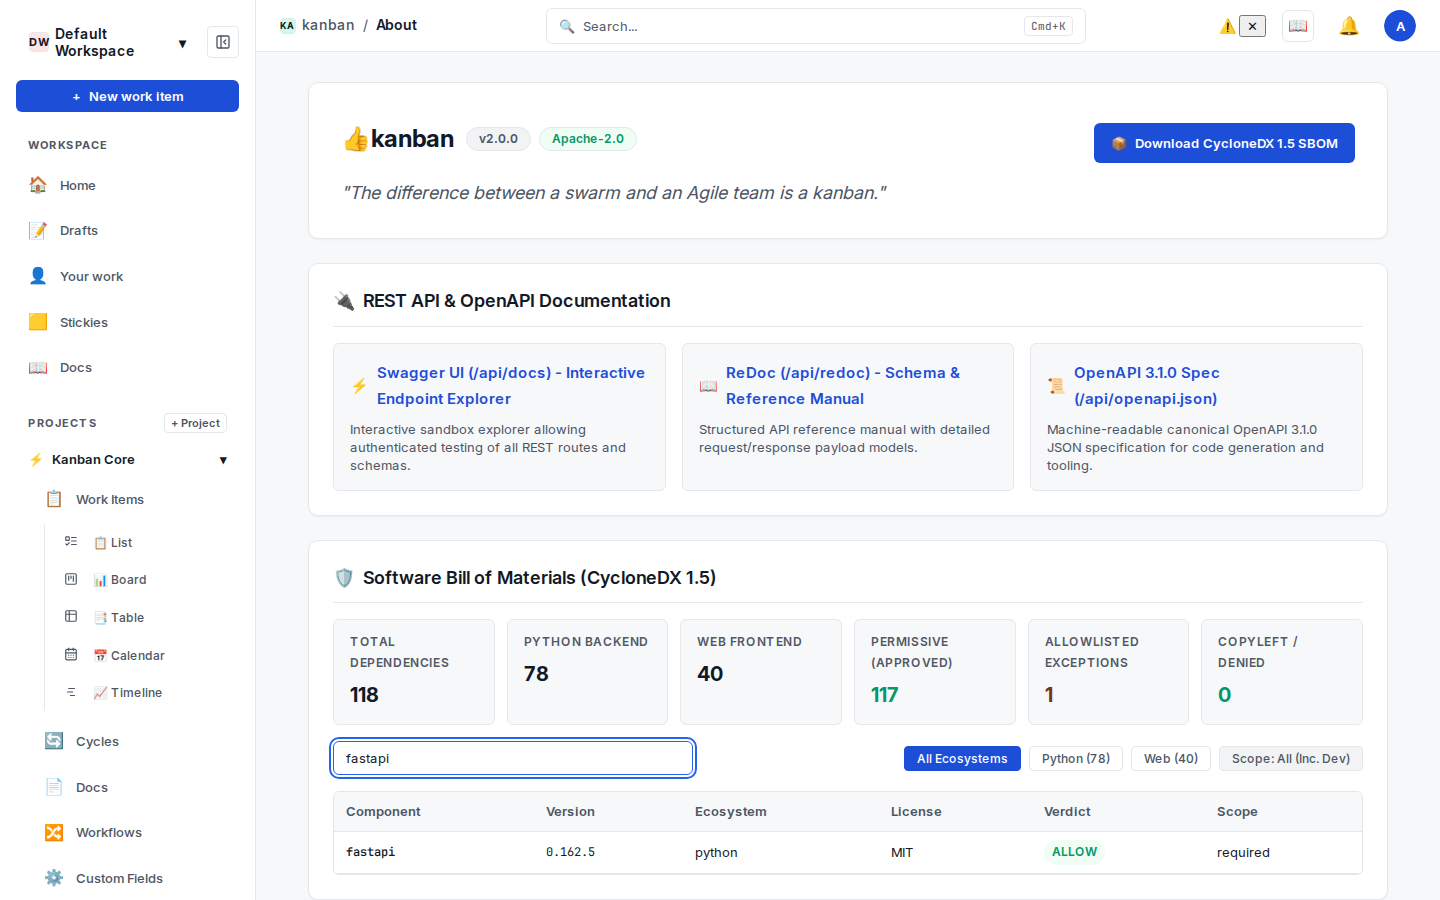 DW Default Workspace ▼
+ New work item
WORKSPACE
Home
Drafts
Your work
Stickies
Docs
PROJECTS + Project
Kanban Core ▼
Work Items
List
Board
Table
Calendar
Timeline
Cycles
Docs
Workflows
Custom Fields
KA kanban / About
Search... Cmd+K
✕
A
kanban v2.0.0 Apache-2.0
Download CycloneDX 1.5 SBOM
"The difference between a swarm and an Agile team is a kanban."
REST API & OpenAPI Documentation
Swagger UI (/api/docs) - Interactive
Endpoint Explorer
Interactive sandbox explorer allowing
authenticated testing of all REST routes and
schemas.
ReDoc (/api/redoc) - Schema &
Reference Manual
Structured API reference manual with detailed
request/response payload models.
OpenAPI 3.1.0 Spec
(/api/openapi.json)
Machine-readable canonical OpenAPI 3.1.0
JSON specification for code generation and
tooling.
Software Bill of Materials (CycloneDX 1.5)
TOTAL
DEPENDENCIES
118
PYTHON BACKEND
78
WEB FRONTEND
40
PERMISSIVE
(APPROVED)
117
ALLOWLISTED
EXCEPTIONS
1
COPYLEFT /
DENIED
0
fastapi
All Ecosystems Python (78) Web (40) Scope: All (Inc. Dev)
Component Version Ecosystem License Verdict Scope
fastapi 0.162.5 python MIT ALLOW required